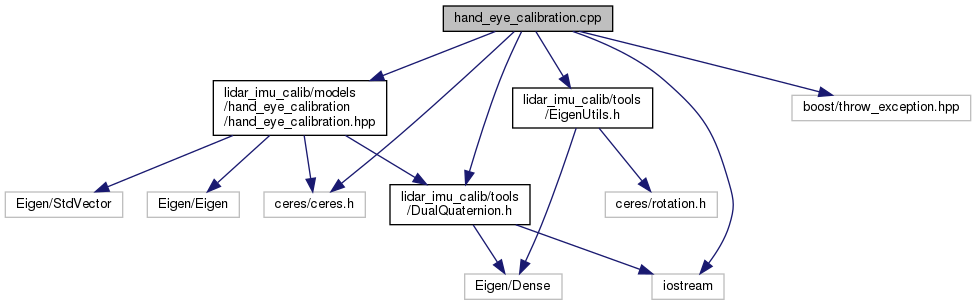 hand_eye_calibration.cpp
lidar_imu_calib/models
/hand_eye_calibration
/hand_eye_calibration.hpp
lidar_imu_calib/tools
/EigenUtils.h
boost/throw_exception.hpp
Eigen/StdVector
Eigen/Eigen
ceres/ceres.h
lidar_imu_calib/tools
/DualQuaternion.h
ceres/rotation.h
Eigen/Dense
iostream